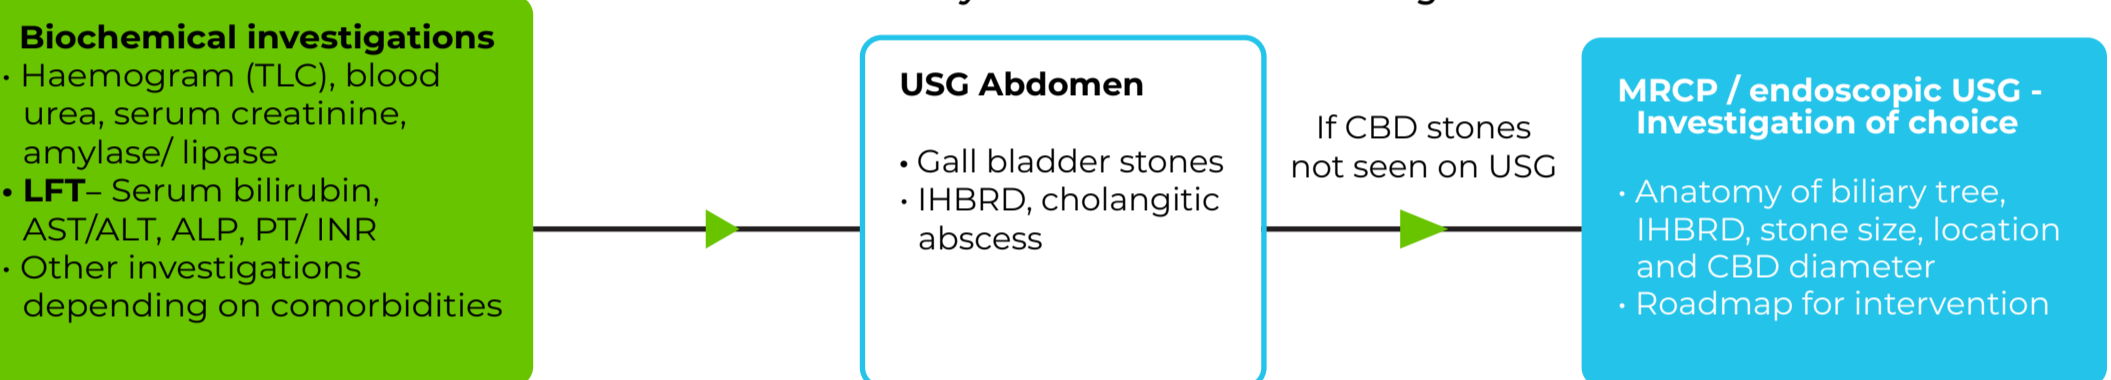 Biochemical investigations
• Haemogram (TLC), blood
urea, serum creatinine,
amylase/ lipase
• LFT– Serum bilirubin,
AST/ALT, ALP, PT/ INR
• Other investigations
depending on comorbidities
USG Abdomen
• Gall bladder stones
• IHBRD, cholangitic
abscess
If CBD stones
not seen on USG
MRCP / endoscopic USG -
Investigation of choice
• Anatomy of biliary tree,
IHBRD, stone size, location
and CBD diameter
• Roadmap for intervention